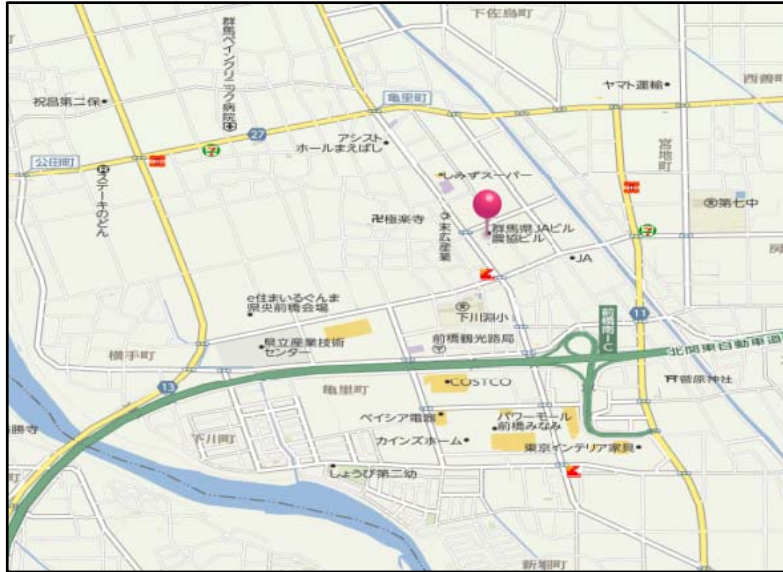 下佐鳥町
西善町
ヤマト運輸
群馬ペインクリニック病院
亀里町
祝昌第二保
27
アシスト
ホールまえばし
宮地町
公田町
ステーキのどん
しみずスーパー
第七中
卍極楽寺
末広産業
群馬県JAビル
農協ビル
JA
房
e住まいるぐんま
県央前橋会場
下川淵小
前橋南IC
11
県立産業技術
センター
前橋鶴光路局
北関東自動車道
横手町
13
亀里町
COSTCO
菅原神社
勝寺
下川町
ベイシア電器
パワーモール
前橋みなみ
カインズホーム
東京インテリア家具
しょうび第二幼
新堀町